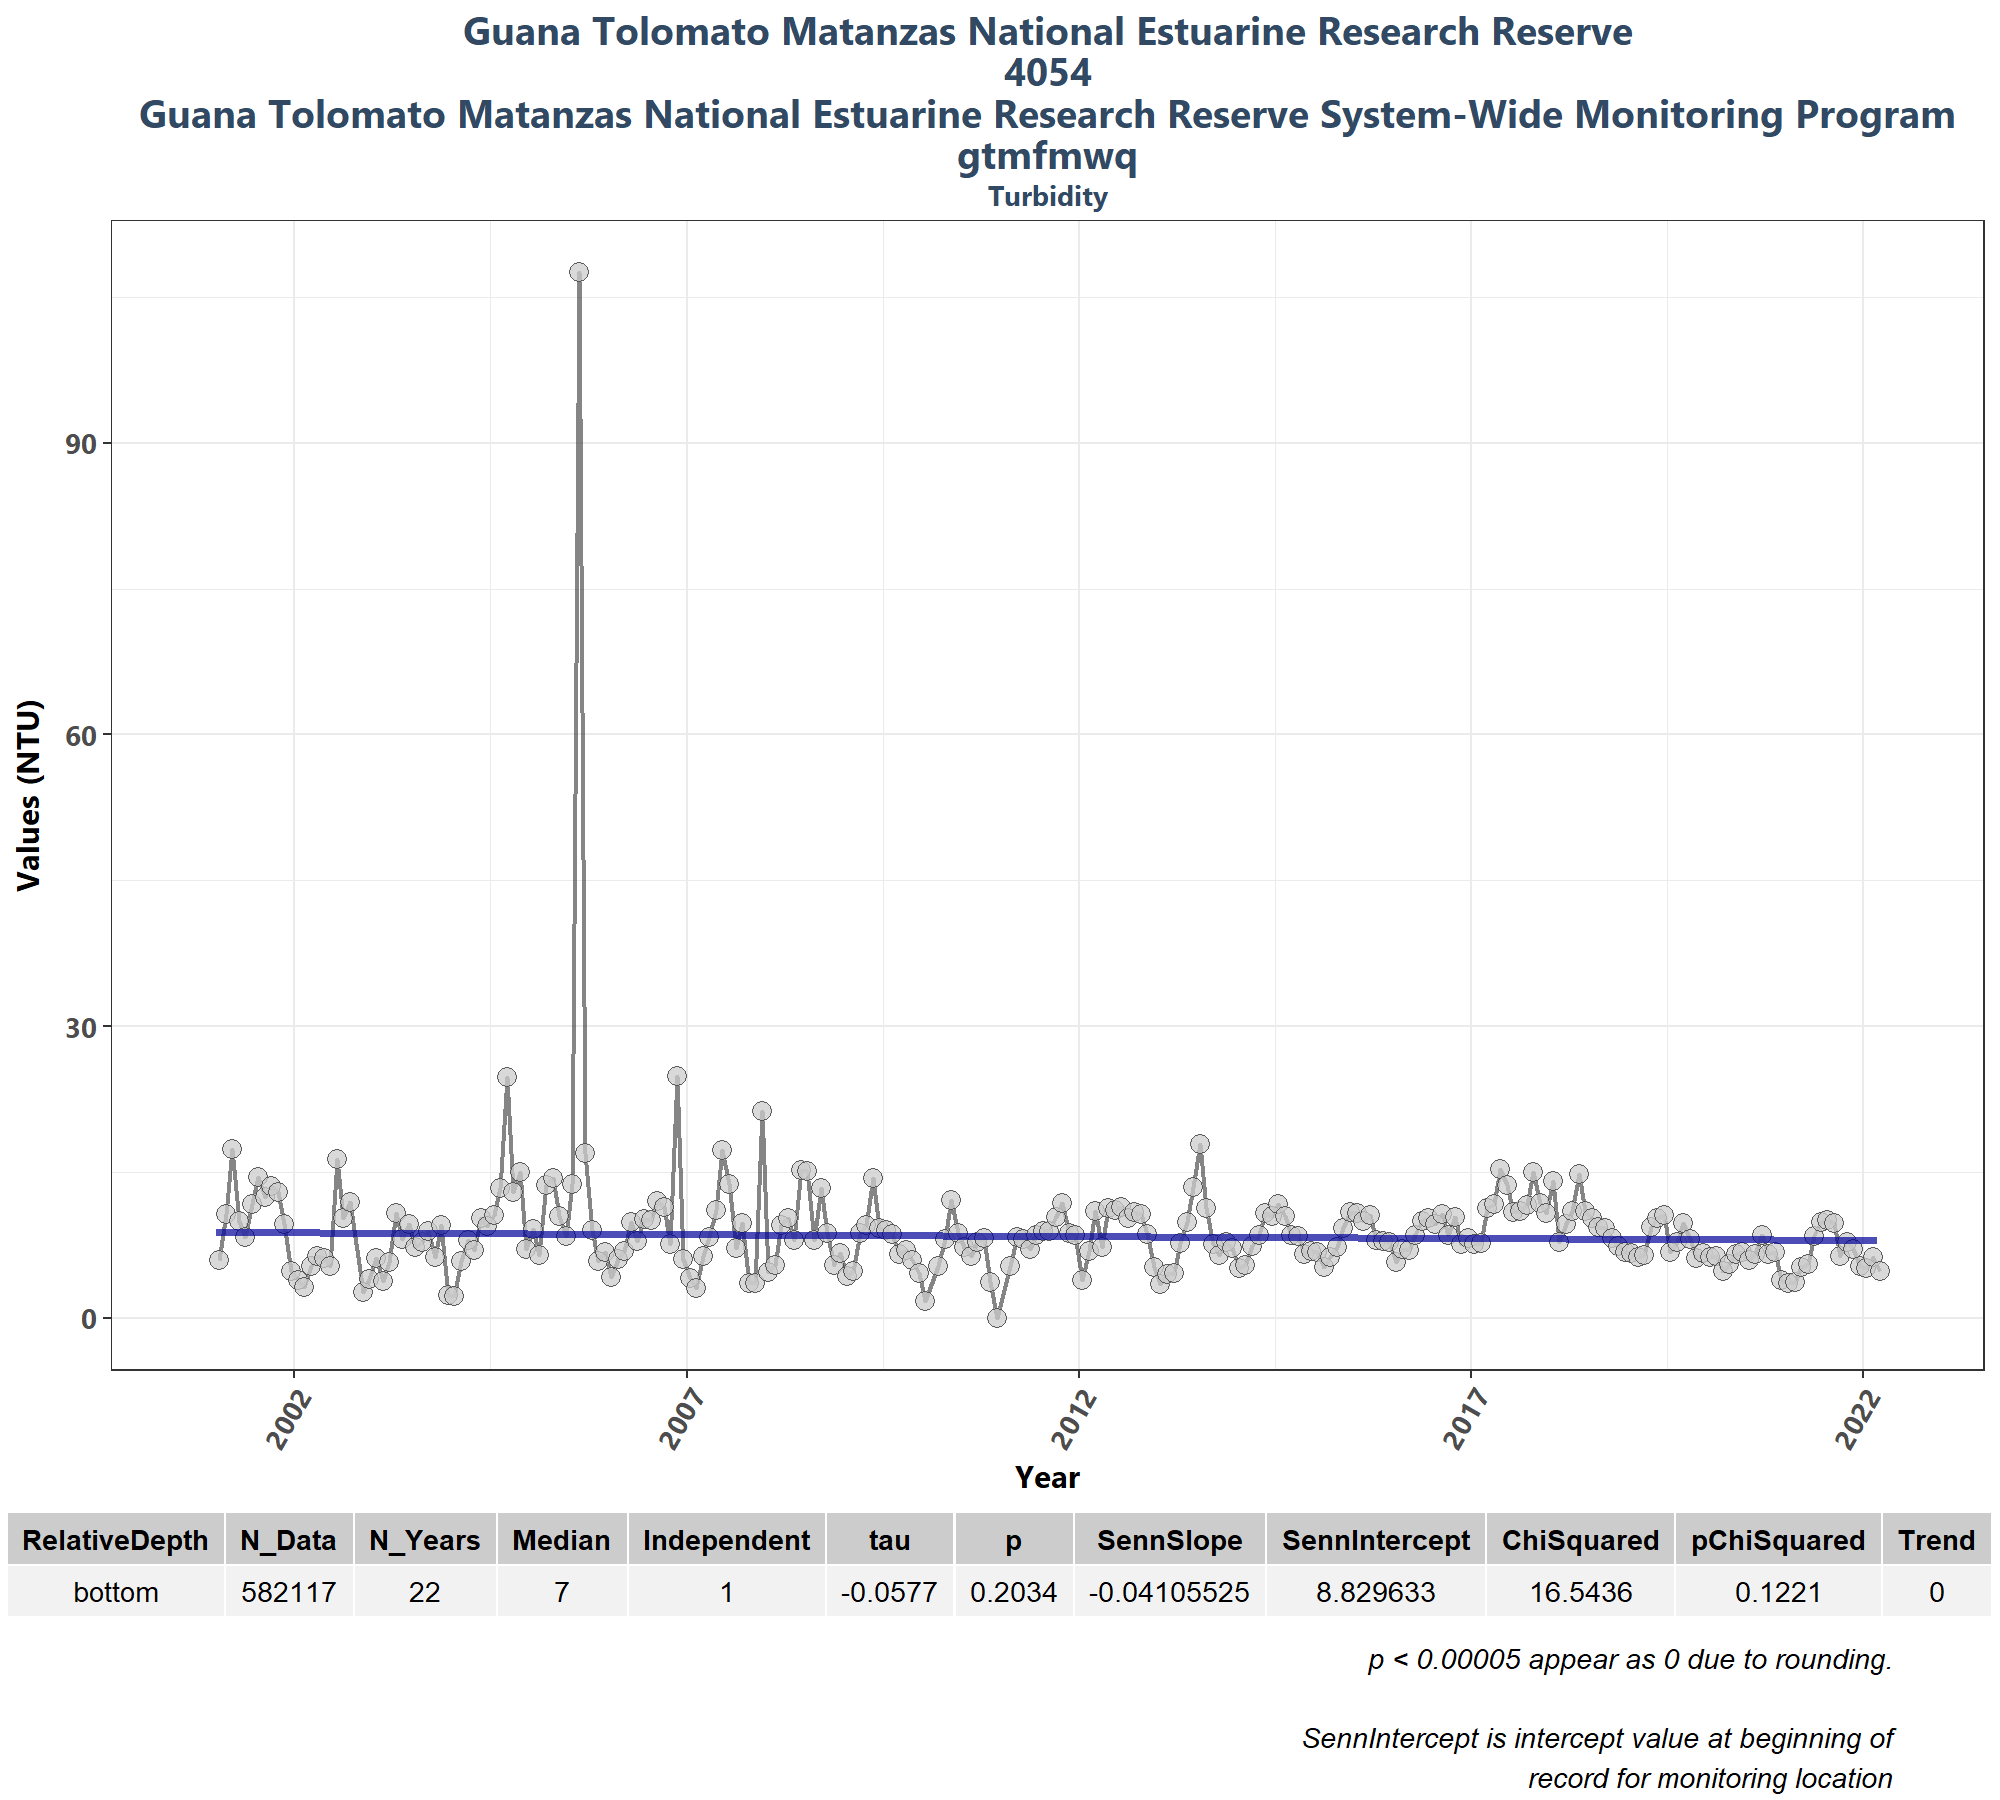 Guana Tolomato Matanzas National Estuarine Research Reserve
4054
Guana Tolomato Matanzas National Estuarine Research Reserve System-Wide Monitoring Program
gtmfmwq
Turbidity
Values (NTU)
90
60
30
0
2002 2007 2012 2017 2022
Year
RelativeDepth N_Data N_Years Median Independent tau p SennSlope SennIntercept ChiSquared pChiSquared Trend
bottom 582117 22 7 1 -0.0577 0.2034 -0.04105525 8.829633 16.5436 0.1221 0
p < 0.00005 appear as 0 due to rounding.
SennIntercept is intercept value at beginning of
record for monitoring location